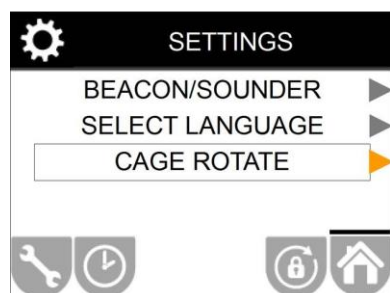 SETTINGS
BEACON/SOUNDER
SELECT LANGUAGE
CAGE ROTATE